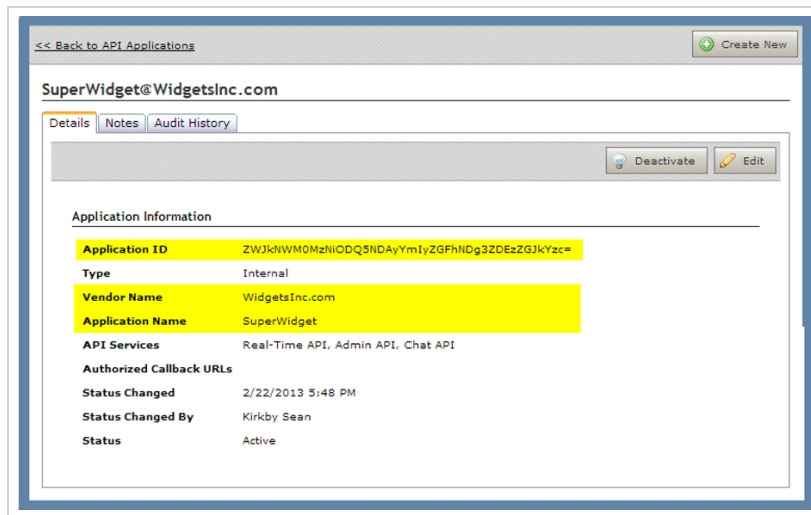 << Back to API Applications
Create New
SuperWidget@WidgetsInc.com
Details Notes Audit History
Deactivate Edit
Application Information
Application ID ZWJkNWM0MzNiODQ5NDAyYmIyZGFhNDg3ZDEzZGJkYzc=
Type Internal
Vendor Name WidgetsInc.com
Application Name SuperWidget
API Services Real-Time API, Admin API, Chat API
Authorized Callback URLs
Status Changed 2/22/2013 5:48 PM
Status Changed By Kirkby Sean
Status Active